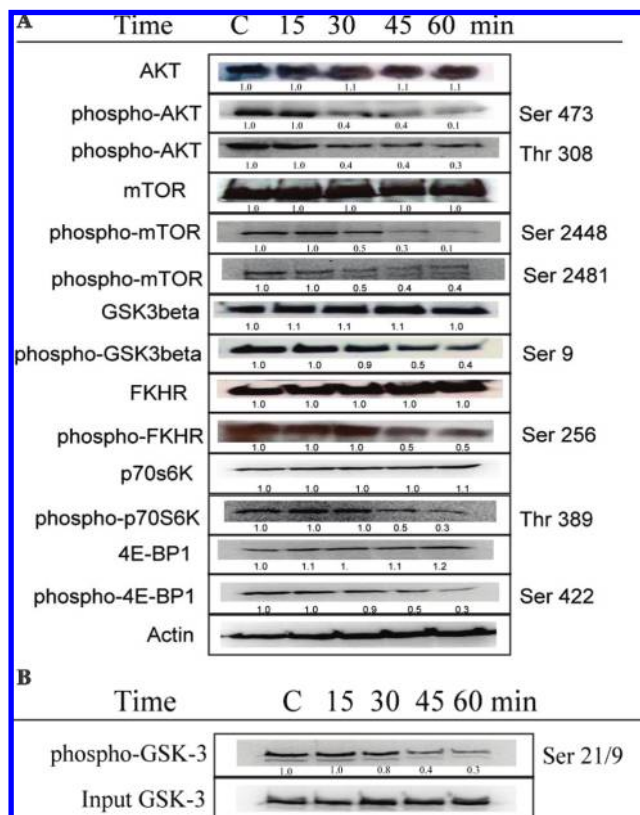 A Time C 15 30 45 60 min
AKT
1.0 1.0 1.1 1.1 1.1
phospho-AKT Ser 473
1.0 1.0 0.4 0.4 0.1
phospho-AKT Thr 308
1.0 1.0 0.4 0.4 0.3
mTOR
1.0 1.0 1.0 1.0 1.0
phospho-mTOR Ser 2448
1.0 1.0 0.5 0.3 0.1
phospho-mTOR Ser 2481
1.0 1.0 0.5 0.4 0.4
GSK3beta
1.0 1.1 1.1 1.1 1.0
phospho-GSK3beta Ser 9
1.0 1.0 0.9 0.5 0.4
FKHR
1.0 1.0 1.0 1.0 1.0
phospho-FKHR Ser 256
1.0 1.0 1.0 0.5 0.5
p70s6K
1.0 1.0 1.0 1.0 1.1
phospho-p70S6K Thr 389
1.0 1.0 1.0 0.5 0.3
4E-BP1
1.0 1.1 1. 1.1 1.2
phospho-4E-BP1 Ser 422
1.0 1.0 0.9 0.5 0.3
Actin
B
Time C 15 30 45 60 min
phospho-GSK-3 Ser 21/9
1.0 1.0 0.8 0.4 0.3
Input GSK-3